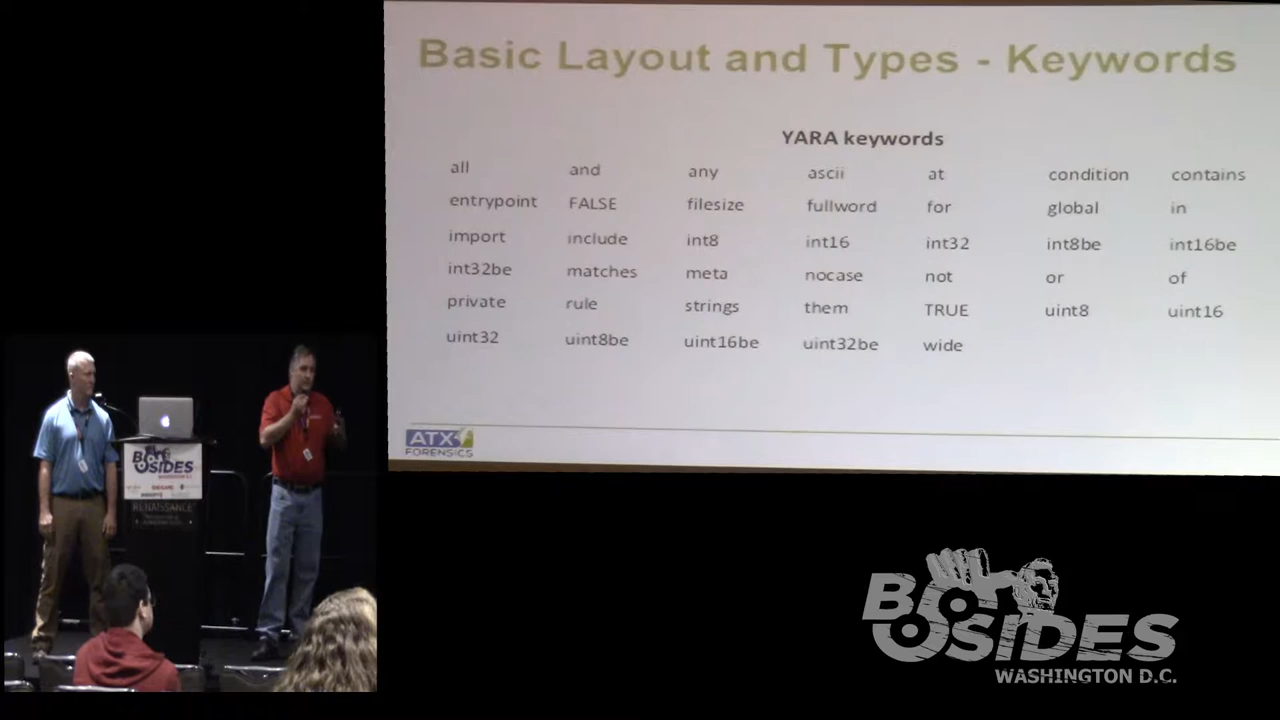 Basic Layout and Types - Keywords
YARA keywords
all and any ascii at condition contains
entrypoint FALSE filesize fullword for global in
import include int8 int16 int32 int8be int16be
int32be matches meta nocase not or of
private rule strings them TRUE uint8 uint16
uint32 uint8be uint16be uint32be wide
ATX
FORENSICS
BSIDES
RENAISSANCE
BSIDES
WASHINGTON D.C.